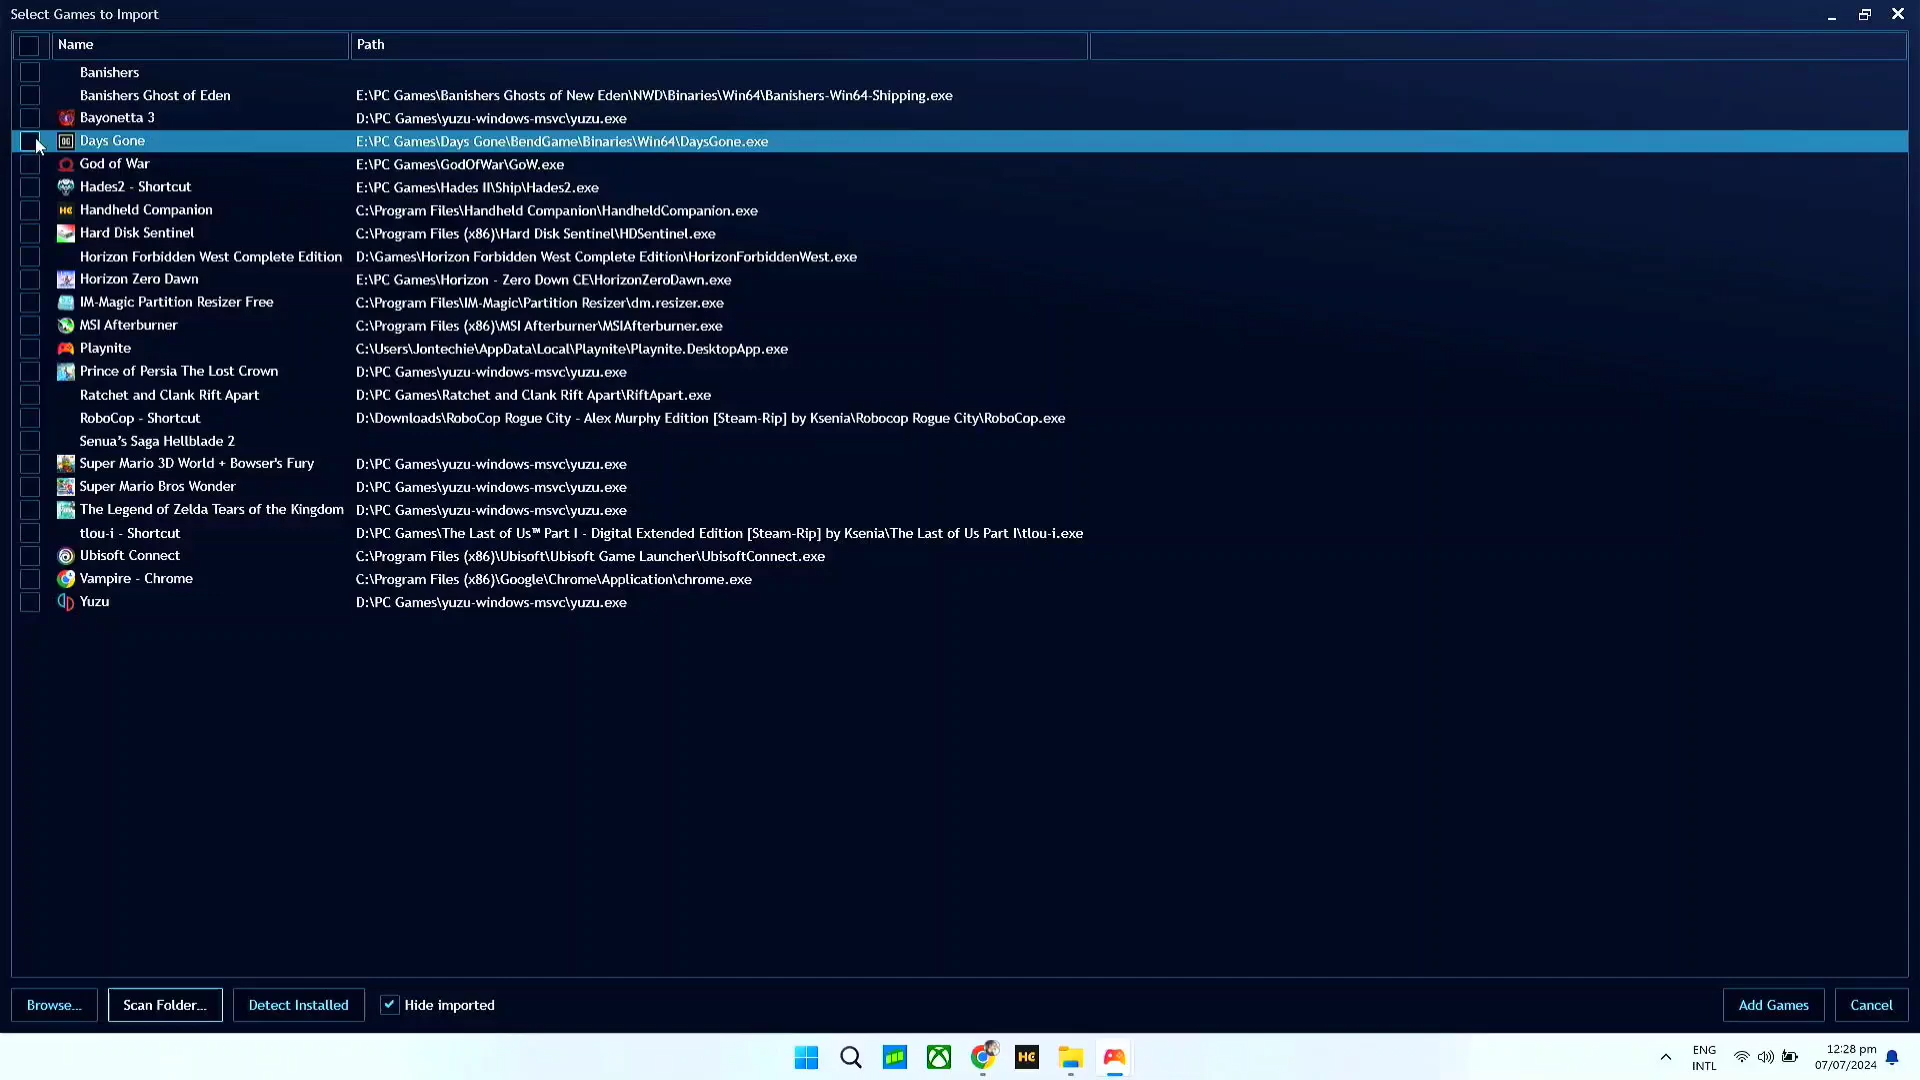 Select Games to Import
Name Path
Banishers
Banishers Ghost of Eden E:\PC Games\Banishers Ghosts of New Eden\NWD\Binaries\Win64\Banishers-Win64-Shipping.exe
Bayonetta 3 D:\PC Games\yuzu-windows-msvc\yuzu.exe
Days Gone E:\PC Games\Days Gone\BendGame\Binaries\Win64\DaysGone.exe
God of War E:\PC Games\GodOfWar\GoW.exe
Hades2 - Shortcut E:\PC Games\Hades II\Ship\Hades2.exe
HC Handheld Companion C:\Program Files\Handheld Companion\HandheldCompanion.exe
Hard Disk Sentinel C:\Program Files (x86)\Hard Disk Sentinel\HDSentinel.exe
Horizon Forbidden West Complete Edition D:\Games\Horizon Forbidden West Complete Edition\HorizonForbiddenWest.exe
Horizon Zero Dawn E:\PC Games\Horizon - Zero Down CE\HorizonZeroDawn.exe
IM-Magic Partition Resizer Free C:\Program Files\IM-Magic\Partition Resizer\dm.resizer.exe
MSI Afterburner C:\Program Files (x86)\MSI Afterburner\MSIAfterburner.exe
Playnite C:\Users\Jontechie\AppData\Local\Playnite\Playnite.DesktopApp.exe
Prince of Persia The Lost Crown D:\PC Games\yuzu-windows-msvc\yuzu.exe
Ratchet and Clank Rift Apart D:\PC Games\Ratchet and Clank Rift Apart\RiftApart.exe
RoboCop - Shortcut D:\Downloads\RoboCop Rogue City - Alex Murphy Edition [Steam-Rip] by Ksenia\Robocop Rogue City\RoboCop.exe
Senua's Saga Hellblade 2
Super Mario 3D World + Bowser's Fury D:\PC Games\yuzu-windows-msvc\yuzu.exe
Super Mario Bros Wonder D:\PC Games\yuzu-windows-msvc\yuzu.exe
The Legend of Zelda Tears of the Kingdom D:\PC Games\yuzu-windows-msvc\yuzu.exe
tlou-i - Shortcut D:\PC Games\The Last of Us™ Part I - Digital Extended Edition [Steam-Rip] by Ksenia\The Last of Us Part I\tlou-i.exe
Ubisoft Connect C:\Program Files (x86)\Ubisoft\Ubisoft Game Launcher\UbisoftConnect.exe
Vampire - Chrome C:\Program Files (x86)\Google\Chrome\Application\chrome.exe
Yuzu D:\PC Games\yuzu-windows-msvc\yuzu.exe
Browse... Scan Folder... Detect Installed Hide imported Add Games Cancel
HC ENG 12:28 pm
INTL 07/07/2024